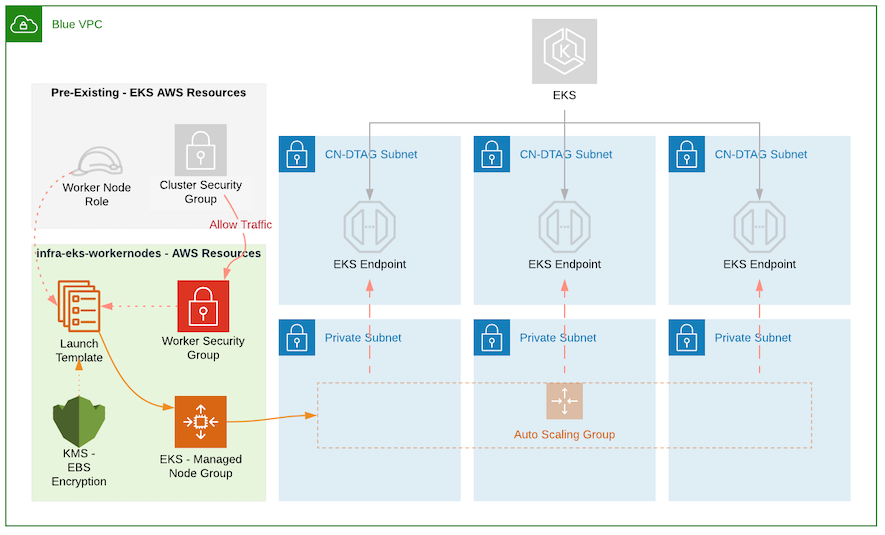 Blue VPC
EKS
Pre-Existing - EKS AWS Resources
Worker Node
Role
Cluster Security
Group
Allow Traffic
infra-eks-workernodes - AWS Resources
Launch
Template
Worker Security
Group
KMS -
EBS
Encryption
EKS - Managed
Node Group
CN-DTAG Subnet
CN-DTAG Subnet
CN-DTAG Subnet
EKS Endpoint
EKS Endpoint
EKS Endpoint
Private Subnet
Private Subnet
Private Subnet
Auto Scaling Group